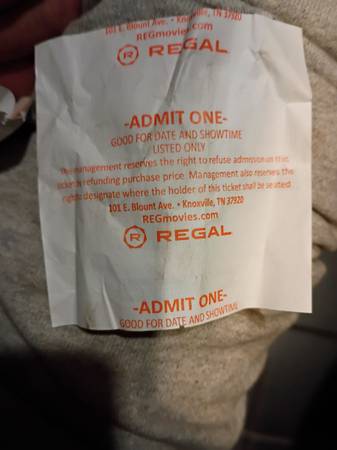 101 E. Blount Ave. • Knoxville, TN 37920
REGmovies.com
R REGAL
-ADMIT ONE-
GOOD FOR DATE AND SHOWTIME
LISTED ONLY
The management reserves the right to refuse admission on this
ticket refunding purchase price. Management also reserves the
right designate where the holder of this ticket shall be seated
101 E. Blount Ave. • Knoxville, TN 37920
REGmovies.com
R REGAL
-ADMIT ONE-
GOOD FOR DATE AND SHOWTIME